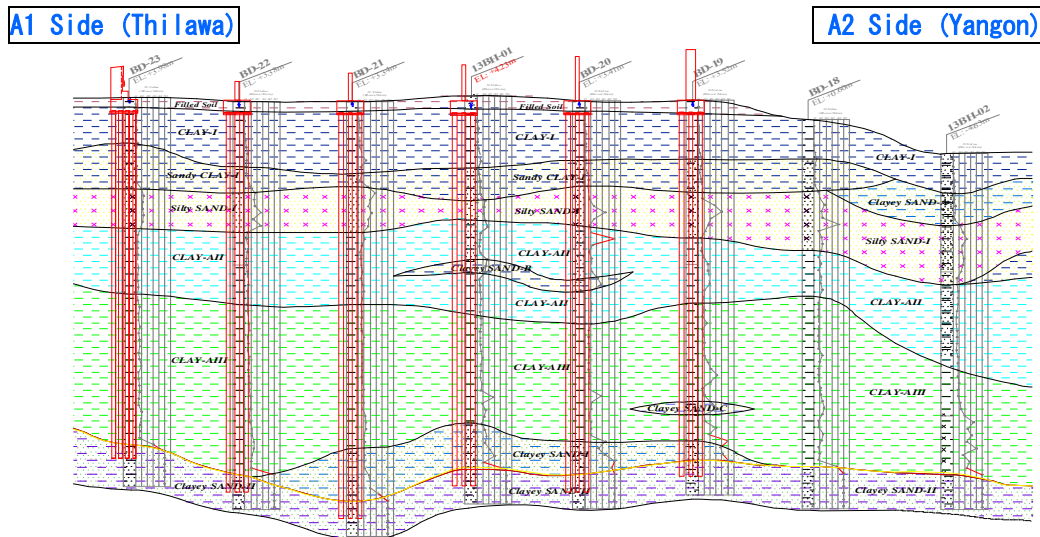 A1 Side (Thilawa)
A2 Side (Yangon)
BD-23
BD-22
BD-21
13BH-01
EL: +4.23m
BD-20
BD-19
BD-18
13BH-02
Filled Soil
Filled Soil
CLAY-I
CLAY-I
CLAY-I
Sandy CLAY-I
Sandy CLAY-I
Clayey SAND-A
Silty SAND-I
Silty SAND-I
Silty SAND-I
CLAY-AII
CLAY-AII
Clayey SAND-B
CLAY-AII
CLAY-AII
CLAY-AIII
CLAY-AIII
CLAY-AIII
Clayey SAND-C
Clayey SAND-I
Clayey SAND-II
Clayey SAND-II
Clayey SAND-II